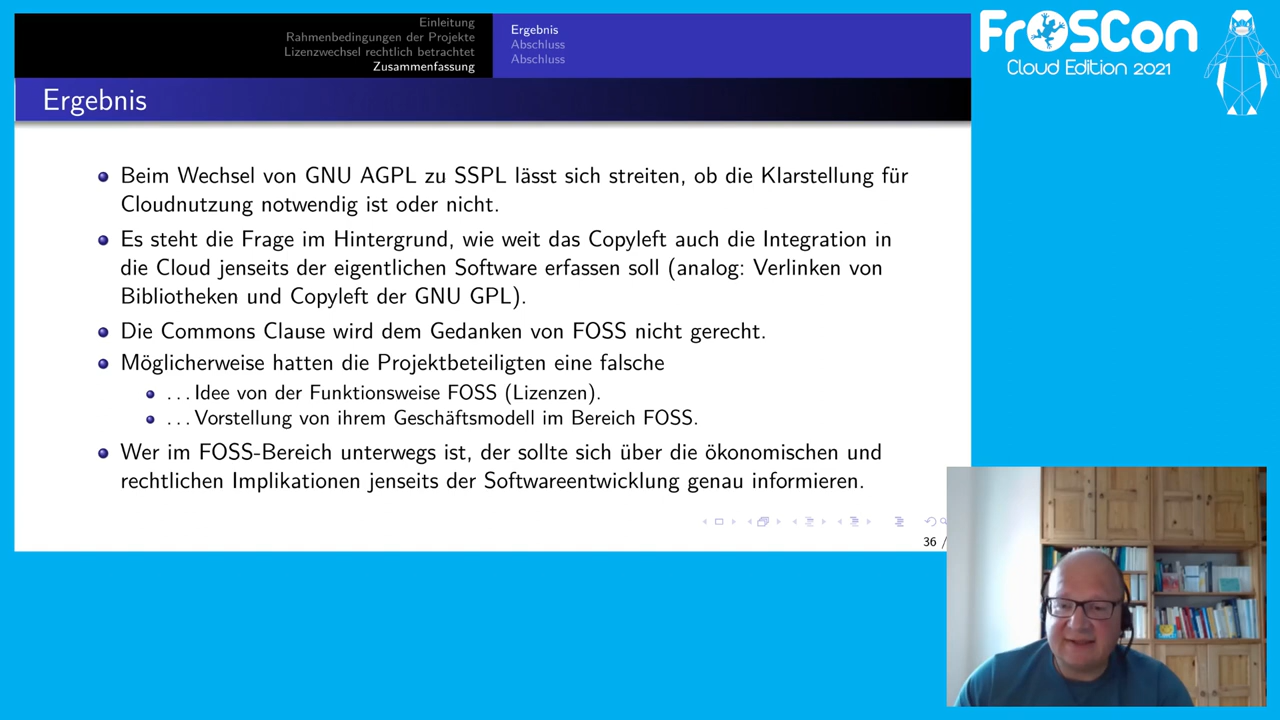 Einleitung
Rahmenbedingungen der Projekte
Lizenzwechsel rechtlich betrachtet
Zusammenfassung
Ergebnis
Abschluss
Abschluss
FrOSCon
Cloud Edition 2021
Ergebnis
Beim Wechsel von GNU AGPL zu SSPL lässt sich streiten, ob die Klarstellung für
Cloudnutzung notwendig ist oder nicht.
Es steht die Frage im Hintergrund, wie weit das Copyleft auch die Integration in
die Cloud jenseits der eigentlichen Software erfassen soll (analog: Verlinken von
Bibliotheken und Copyleft der GNU GPL).
Die Commons Clause wird dem Gedanken von FOSS nicht gerecht.
Möglicherweise hatten die Projektbeteiligten eine falsche
... Idee von der Funktionsweise FOSS (Lizenzen).
... Vorstellung von ihrem Geschäftsmodell im Bereich FOSS.
Wer im FOSS-Bereich unterwegs ist, der sollte sich über die ökonomischen und
rechtlichen Implikationen jenseits der Softwareentwicklung genau informieren.
36 /